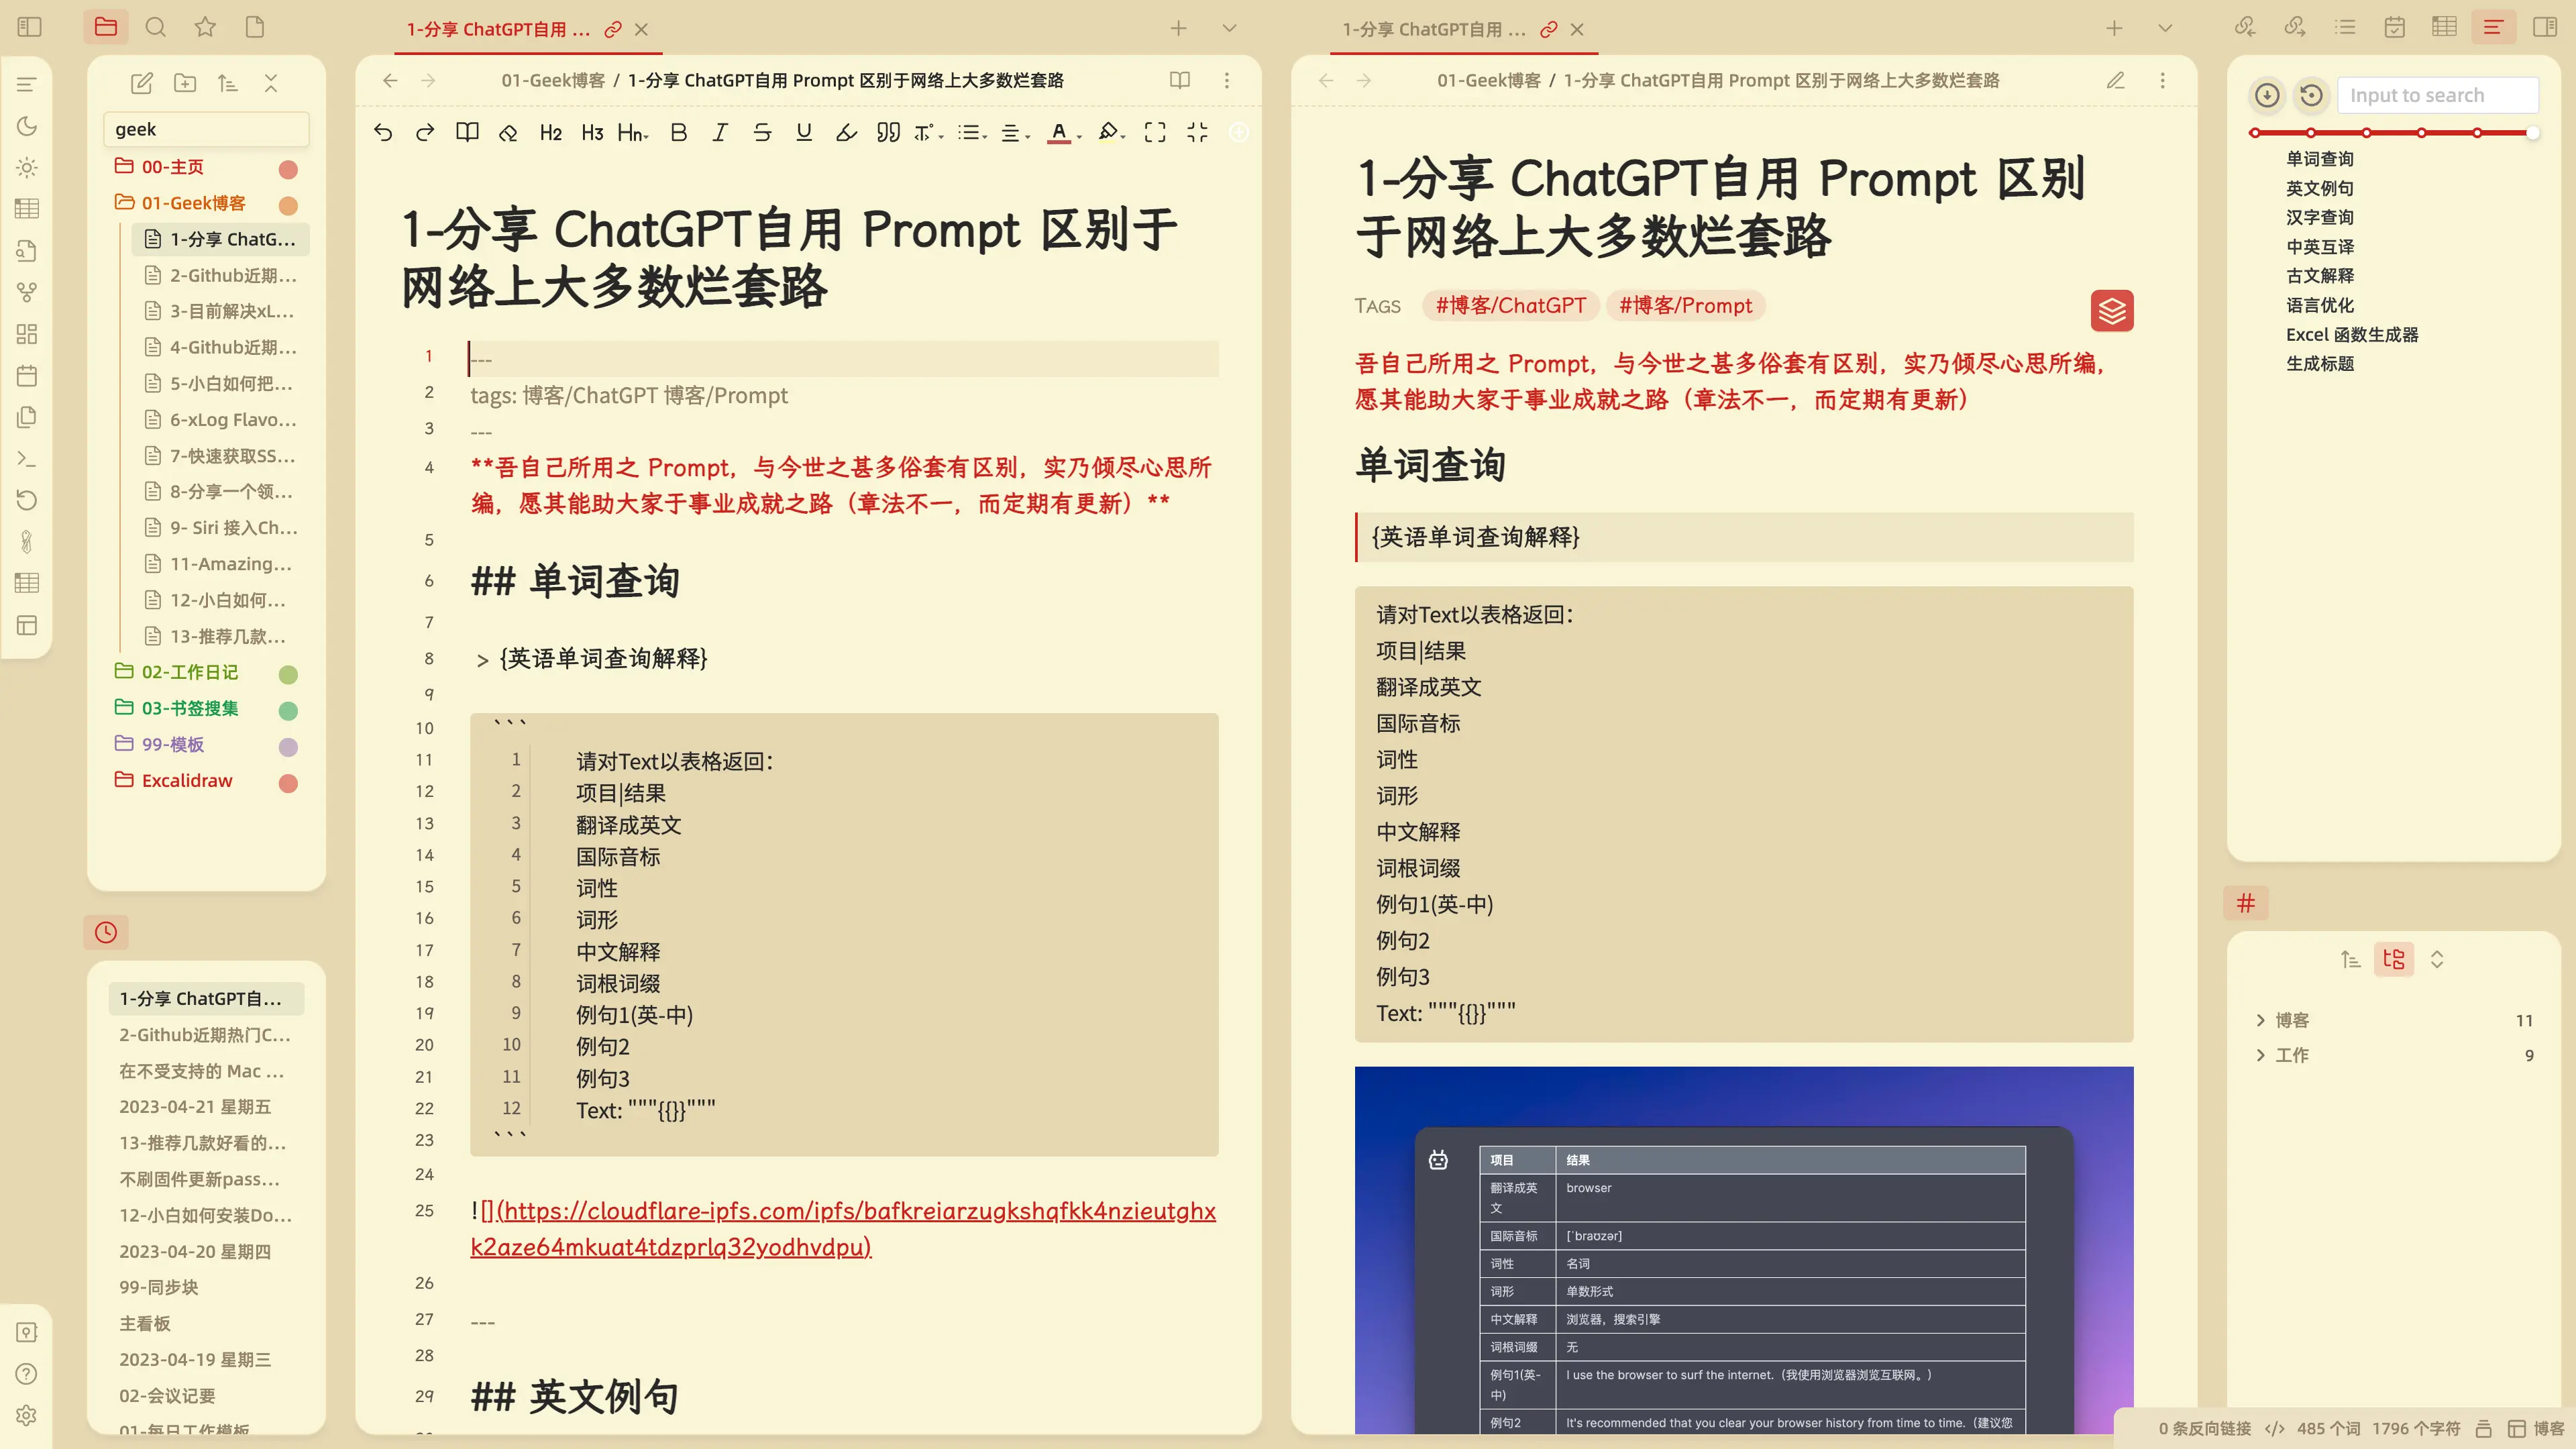 geek
00-主页
01-Geek博客
1-分享 ChatG...
2-Github近期...
3-目前解决xL...
4-Github近期...
5-小白如何把...
6-xLog Flavo...
7-快速获取SS...
8-分享一个领...
9- Siri 接入Ch...
11-Amazing...
12-小白如何...
13-推荐几款...
02-工作日记
03-书签搜集
99-模板
Excalidraw
1-分享 ChatGPT自...
2-Github近期热门C...
在不受支持的 Mac ...
2023-04-21 星期五
13-推荐几款好看的...
不刷固件更新pass...
12-小白如何安装Do...
2023-04-20 星期四
99-同步块
主看板
2023-04-19 星期三
02-会议记要
01-每日工作模板
1-分享 ChatGPT自用 ...
01-Geek博客 / 1-分享 ChatGPT自用 Prompt 区别于网络上大多数烂套路
H2 H3 Hn B I S U A
1-分享 ChatGPT自用 Prompt 区别于
网络上大多数烂套路
1 ---
2 tags: 博客/ChatGPT 博客/Prompt
3 ---
4 **吾自己所用之 Prompt，与今世之甚多俗套有区别，实乃倾尽心思所
编，愿其能助大家于事业成就之路（章法不一，而定期有更新）**
5
6 ## 单词查询
7
8 > {英语单词查询解释}
9
10 ```
11 1 请对Text以表格返回：
12 2 项目|结果
13 3 翻译成英文
14 4 国际音标
15 5 词性
16 6 词形
17 7 中文解释
18 8 词根词缀
19 9 例句1(英-中)
20 10 例句2
21 11 例句3
22 12 Text: """{{}}"""
23 ```
24
25 ![](https://cloudflare-ipfs.com/ipfs/bafkreiarzugkshqfkk4nzieutghx
k2aze64mkuat4tdzprlq32yodhvdpu)
26
27 ---
28
29 ## 英文例句
1-分享 ChatGPT自用 ...
01-Geek博客 / 1-分享 ChatGPT自用 Prompt 区别于网络上大多数烂套路
1-分享 ChatGPT自用 Prompt 区别
于网络上大多数烂套路
TAGS #博客/ChatGPT #博客/Prompt
吾自己所用之 Prompt，与今世之甚多俗套有区别，实乃倾尽心思所编，
愿其能助大家于事业成就之路（章法不一，而定期有更新）
单词查询
{英语单词查询解释}
请对Text以表格返回：
项目|结果
翻译成英文
国际音标
词性
词形
中文解释
词根词缀
例句1(英-中)
例句2
例句3
Text: """{{}}"""
项目 结果
翻译成英 browser
文
国际音标 [ˈbraʊzər]
词性 名词
词形 单数形式
中文解释 浏览器，搜索引擎
词根词缀 无
例句1(英- I use the browser to surf the internet.（我使用浏览器浏览互联网。）
中)
例句2 It's recommended that you clear your browser history from time to time.（建议您
Input to search
单词查询
英文例句
汉字查询
中英互译
古文解释
语言优化
Excel 函数生成器
生成标题
#
博客 11
工作 9
0 条反向链接 </> 485 个词 1796 个字符 博客